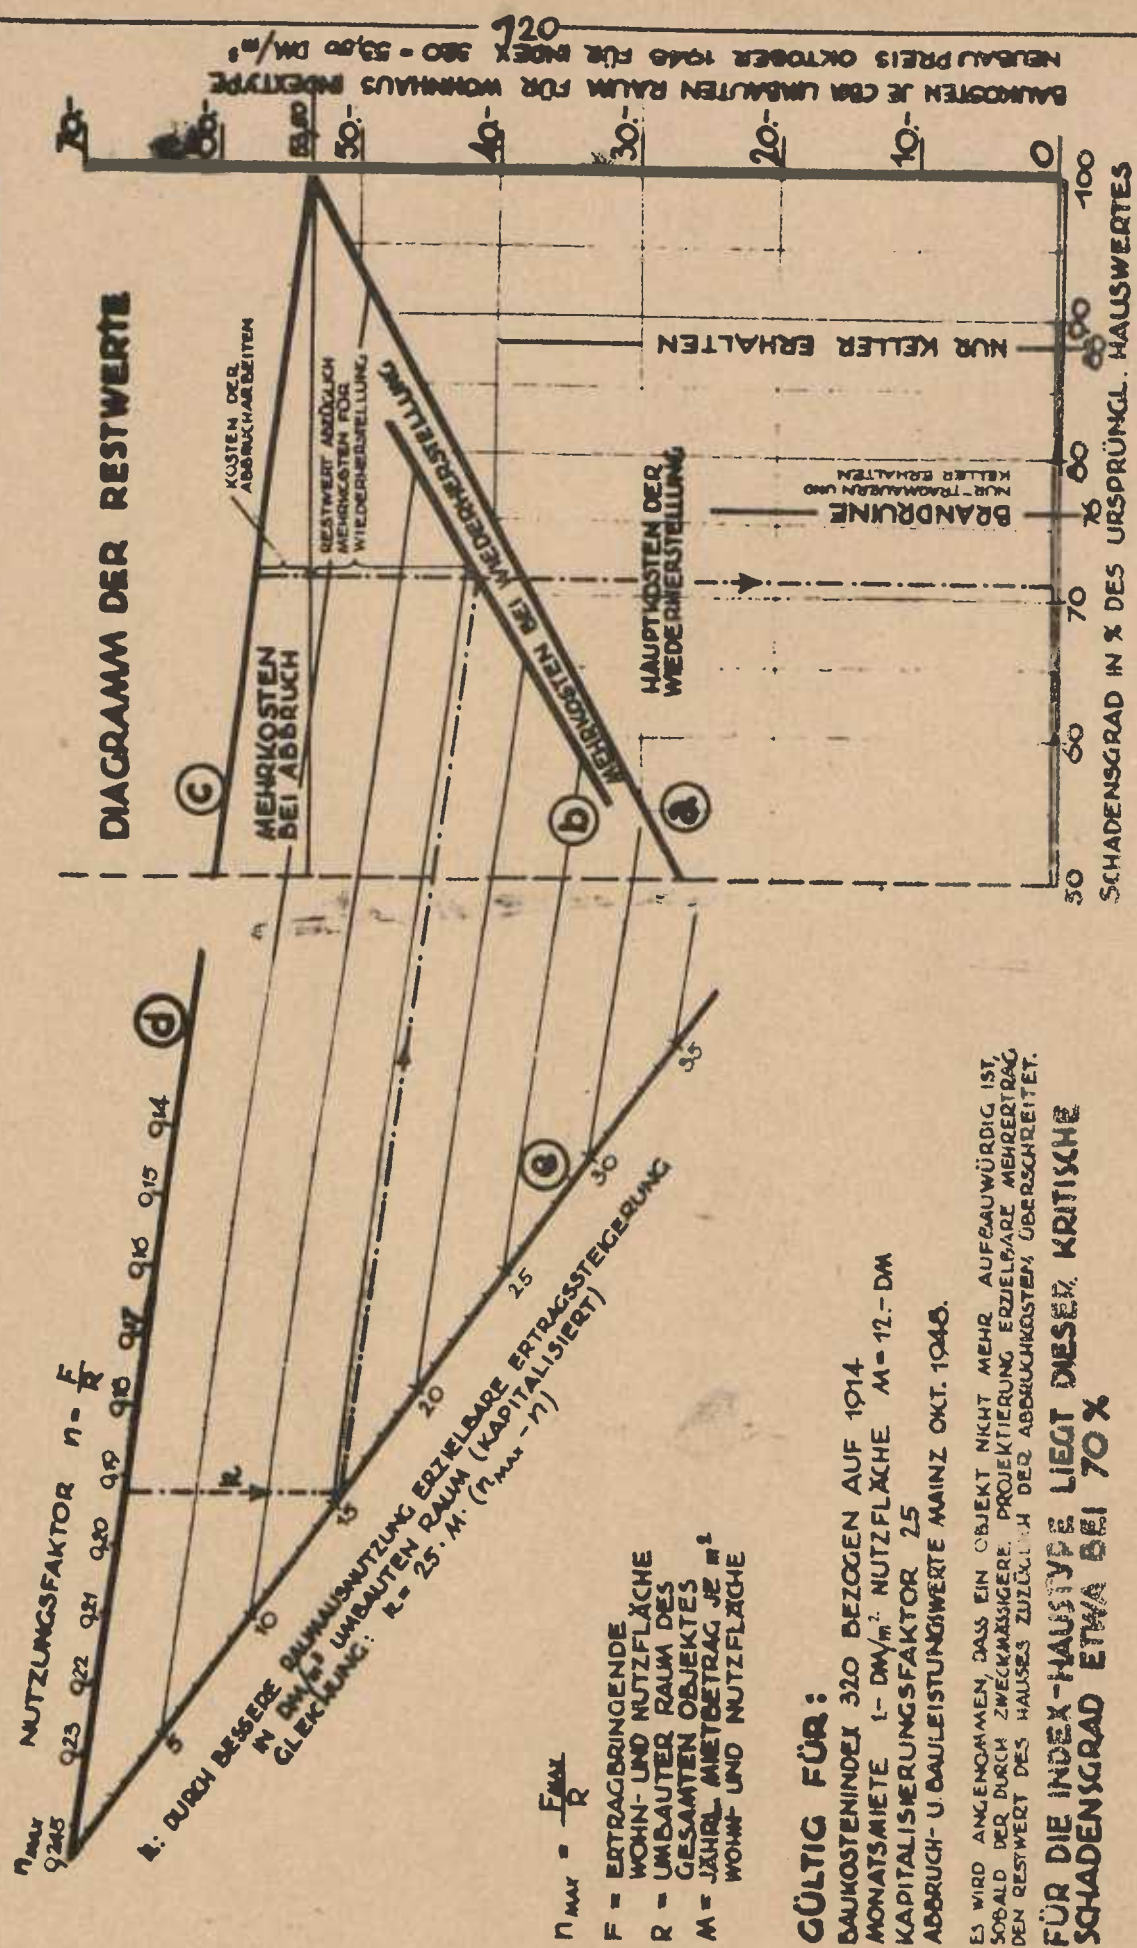 120
DIAGRAMM DER RESTWERTE
BAUKOSTEN JE CBM UMBAUTEN RAUM FÜR WOHNHAUS INDEXTYPE
NEUBAUPREIS OKTOBER 1948 FÜR INDEX 320 = 53,50 DM/m³
70.-
60.-
53,50
50.-
40.-
30.-
20.-
10.-
0
KOSTEN DER
ABBRUCHARBEITEN
RESTWERT ABZÜGLICH
MEHRKOSTEN FÜR
WIEDERHERSTELLUNG
MEHRKOSTEN
BEI ABBRUCH
MEHRKOSTEN BEI WIEDERHERSTELLUNG
HAUPTKOSTEN DER
WIEDERHERSTELLUNG
BRANDRUINE
NUR TRAGMAUERN UND
KELLER ERHALTEN
NUR KELLER ERHALTEN
c
b
a
50
60
70
76
80
88
90
100
SCHADENSGRAD IN % DES URSPRÜNGL. HAUSWERTES
NUTZUNGSFAKTOR n = F/R
n MAX
0,245
0,23
0,22
0,21
0,20
0,19
0,18
0,17
0,16
0,15
0,14
d
K
5
10
15
20
25
30
35
e
K: DURCH BESSERE RAUMAUSNUTZUNG ERZIELBARE ERTRAGSSTEIGERUNG
IN DM/m³ UMBAUTEN RAUM (KAPITALISIERT)
GLEICHUNG: K = 25 · M · (n MAX - n)
n MAX = F MAX/R
F = ERTRAGBRINGENDE
WOHN- UND NUTZFLÄCHE
R = UMBAUTER RAUM DES
GESAMTEN OBJEKTES
M = JÄHRL. MIETBETRAG JE m²
WOHN- UND NUTZFLÄCHE
GÜLTIG FÜR:
BAUKOSTENINDEX 320 BEZOGEN AUF 1914
MONATSMIETE 1.- DM/m² NUTZFLÄCHE M = 12.- DM
KAPITALISIERUNGSFAKTOR 25
ABBRUCH- U. BAULEISTUNGSWERTE MAINZ OKT. 1948.
ES WIRD ANGENOMMEN, DASS EIN OBJEKT NICHT MEHR AUFBAUWÜRDIG IST,
SOBALD DER DURCH ZWECKMÄSSIGERE PROJEKTIERUNG ERZIELBARE MEHRERTRAG
DEN RESTWERT DES HAUSES ZUZÜGLICH DER ABBRUCHKOSTEN ÜBERSCHREITET.
FÜR DIE INDEX-HAUSTYPE LIEGT DIESER KRITISCHE
SCHADENSGRAD ETWA BEI 70 %